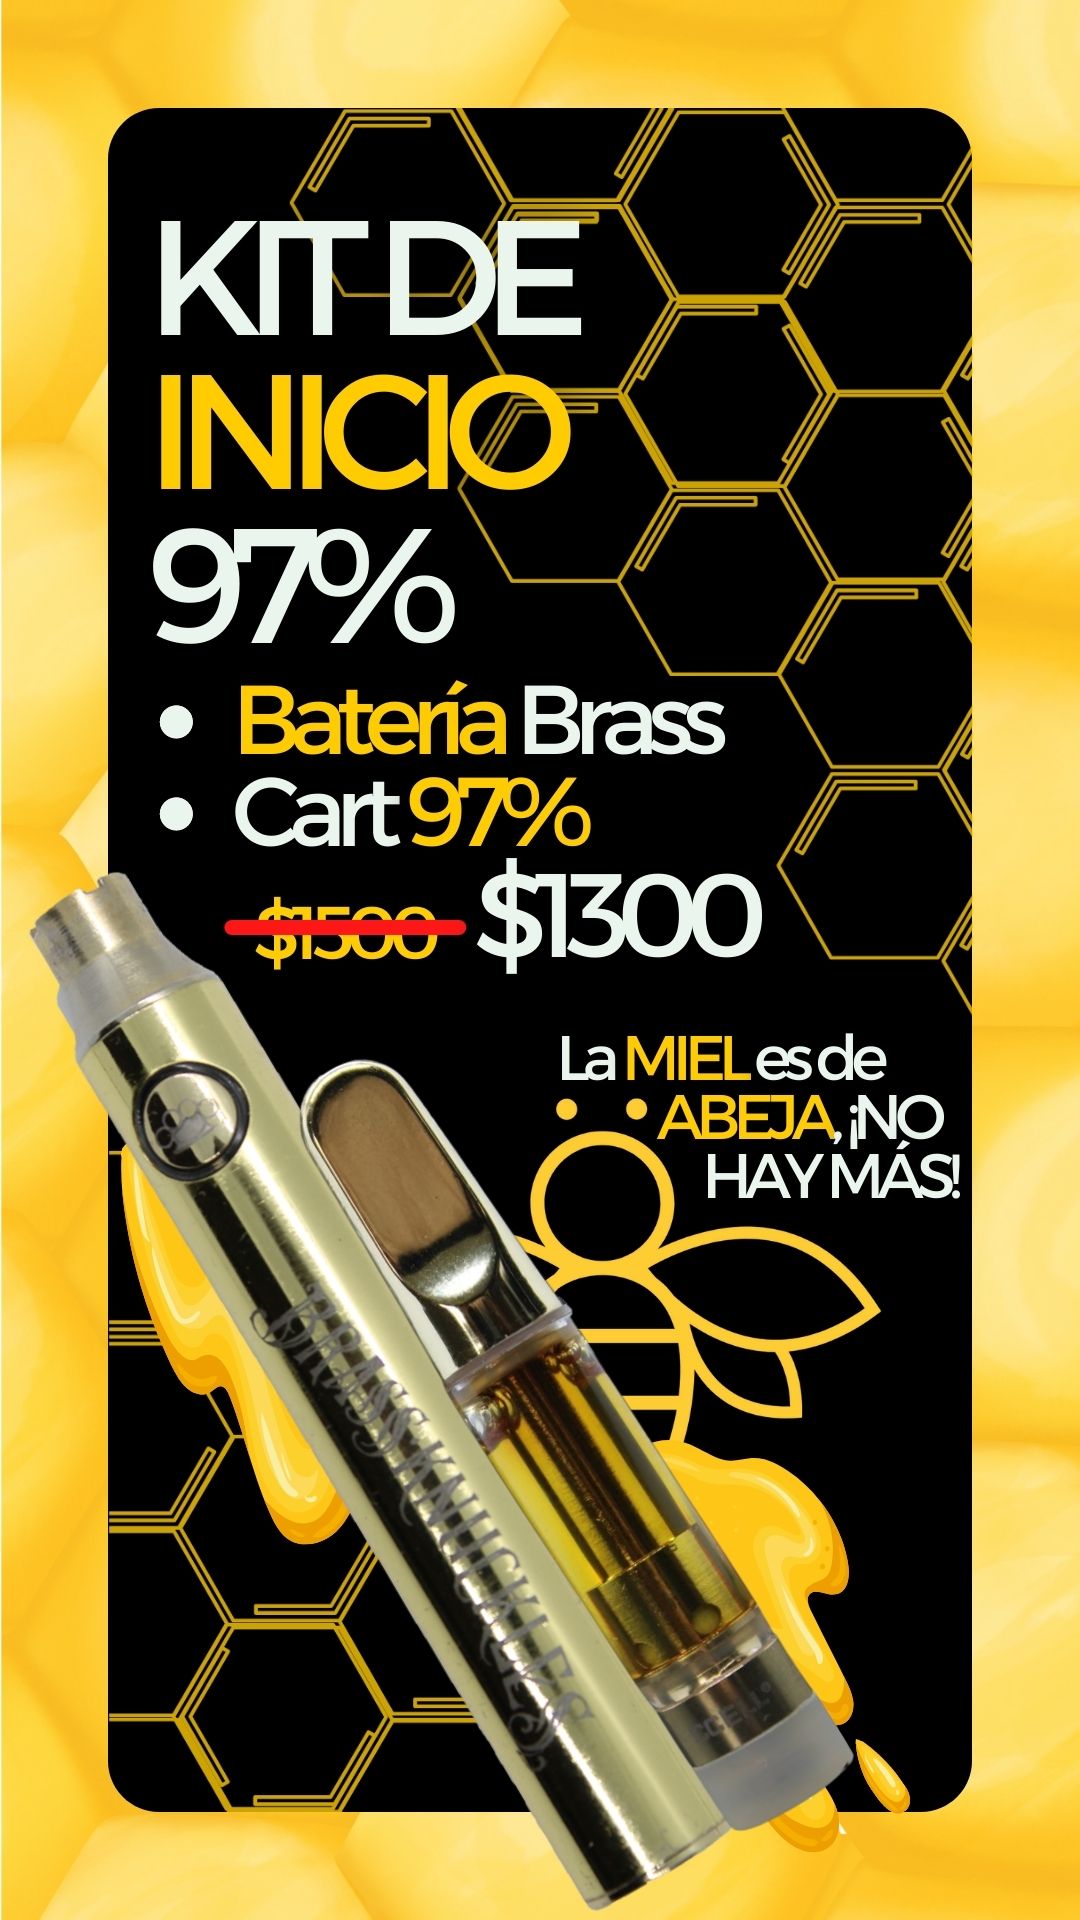 KIT DE
INICIO
97%
• Batería Brass
• Cart 97%
$1500 $1300
La MIEL es de
ABEJA, ¡NO
HAY MÁS!
BRASS KNUCKLES
CCELL